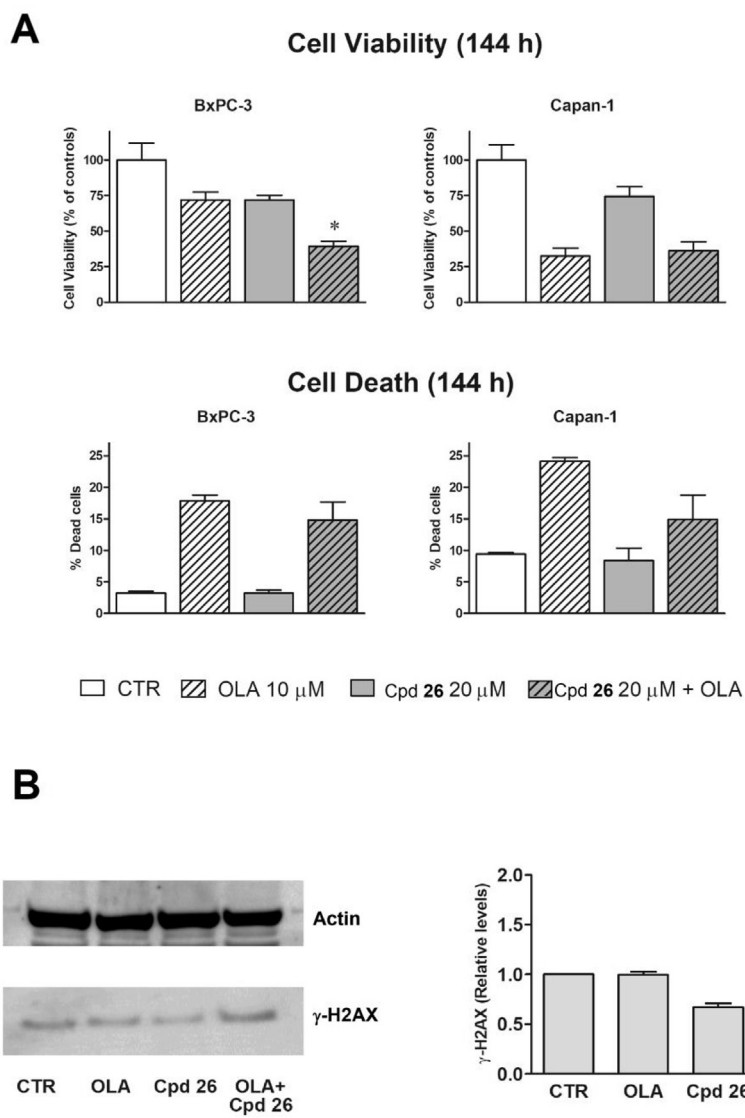 A
Cell Viability (144 h)
BxPC-3
Capan-1
Cell Viability (% of controls)
100
75
50
25
0
*
Cell Viability (% of controls)
100
75
50
25
0
Cell Death (144 h)
BxPC-3
Capan-1
% Dead cells
25
20
15
10
5
0
% Dead cells
25
20
15
10
5
0
CTR OLA 10 μM Cpd 26 20 μM Cpd 26 20 μM + OLA
B
Actin
γ-H2AX
CTR OLA Cpd 26 OLA+
Cpd 26
γ-H2AX (Relative levels)
2.0
1.5
1.0
0.5
0.0
CTR OLA Cpd 26